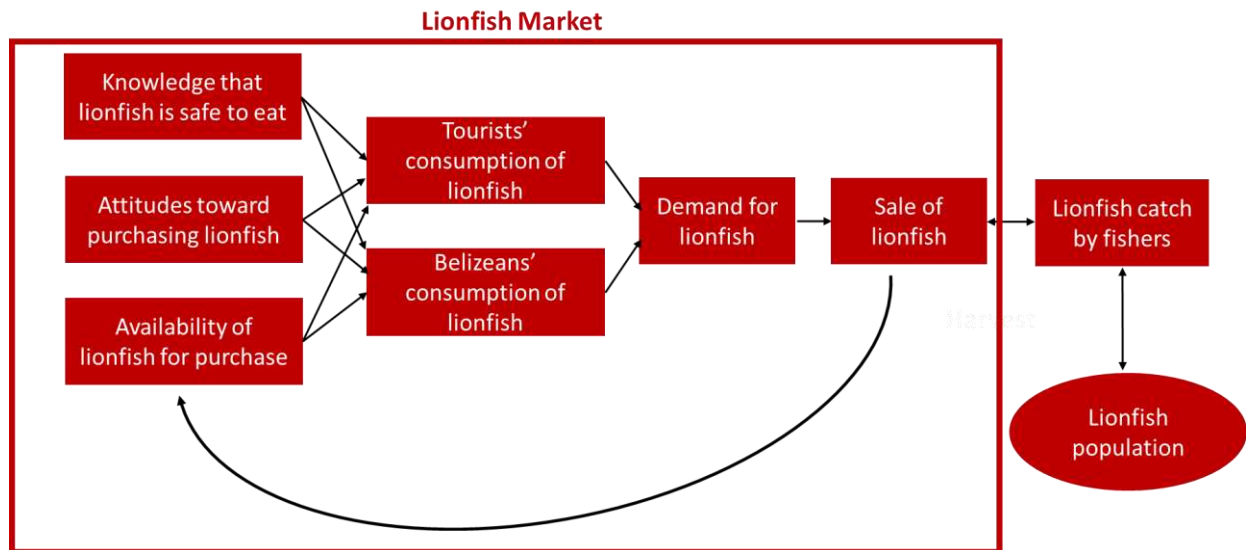 Lionfish Market
Knowledge that
lionfish is safe to eat
Attitudes toward
purchasing lionfish
Availability of
lionfish for purchase
Tourists’
consumption of
lionfish
Belizeans’
consumption of
lionfish
Demand for
lionfish
Sale of
lionfish
Lionfish catch
by fishers
Harvest
Lionfish
population